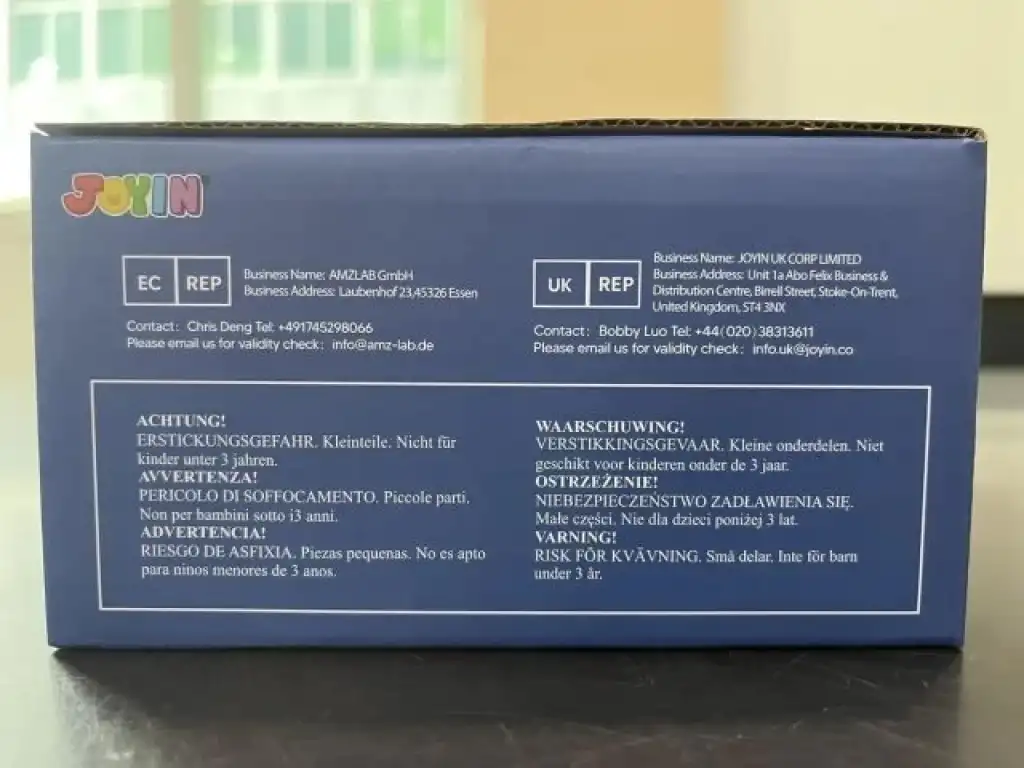 JOYIN
EC REP
Business Name: AMZLAB GmbH
Business Address: Laubenhof 23,45326 Essen
Contact: Chris Deng Tel: +491745298066
Please email us for validity check: info@amz-lab.de
UK REP
Business Name: JOYIN UK CORP LIMITED
Business Address: Unit 1a Abo Felix Business &
Distribution Centre, Birrell Street, Stoke-On-Trent,
United Kingdom, ST4 3NX
Contact: Bobby Luo Tel: +44(020)38313611
Please email us for validity check: info.uk@joyin.co
ACHTUNG!
ERSTICKUNGSGEFAHR. Kleinteile. Nicht für
kinder unter 3 jahren.
AVVERTENZA!
PERICOLO DI SOFFOCAMENTO. Piccole parti.
Non per bambini sotto i3 anni.
ADVERTENCIA!
RIESGO DE ASFIXIA. Piezas pequenas. No es apto
para ninos menores de 3 anos.
WAARSCHUWING!
VERSTIKKINGSGEVAAR. Kleine onderdelen. Niet
geschikt voor kinderen onder de 3 jaar.
OSTRZEŻENIE!
NIEBEZPIECZEŃSTWO ZADŁAWIENIA SIĘ.
Małe części. Nie dla dzieci poniżej 3 lat.
VARNING!
RISK FÖR KVÄVNING. Små delar. Inte för barn
under 3 år.